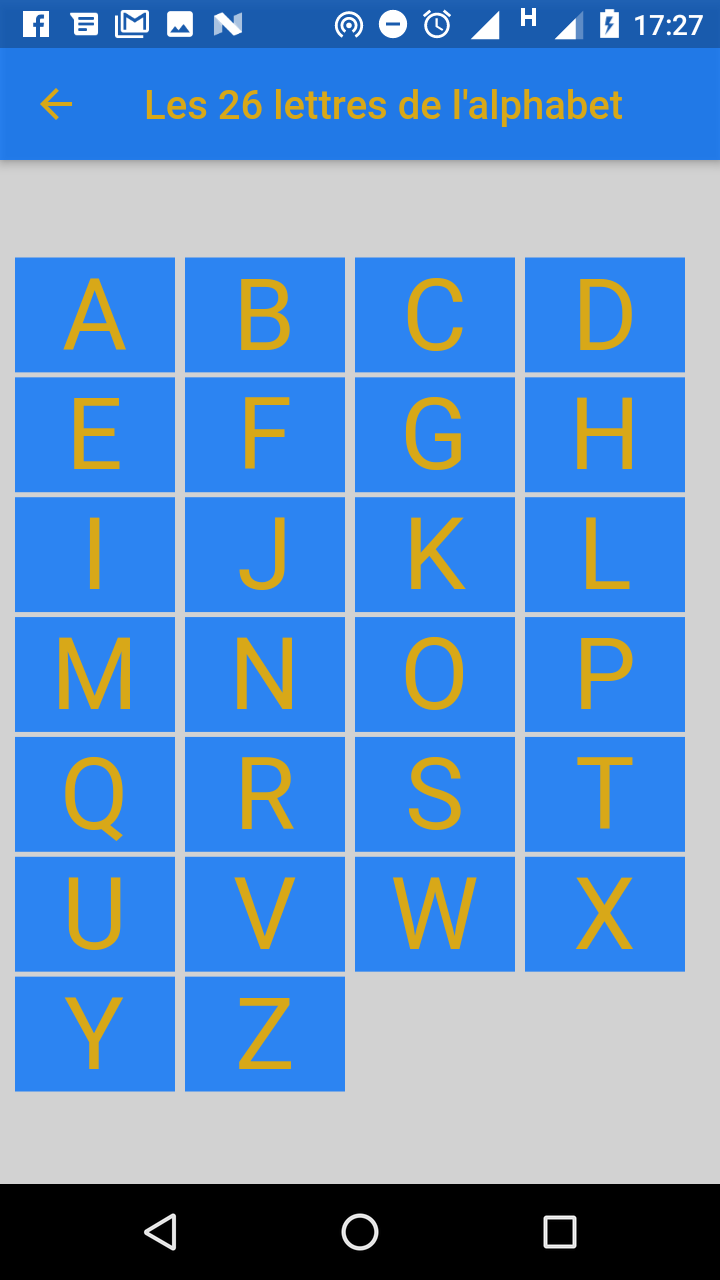 H 17:27
Les 26 lettres de l'alphabet
A B C D
E F G H
I J K L
M N O P
Q R S T
U V W X
Y Z